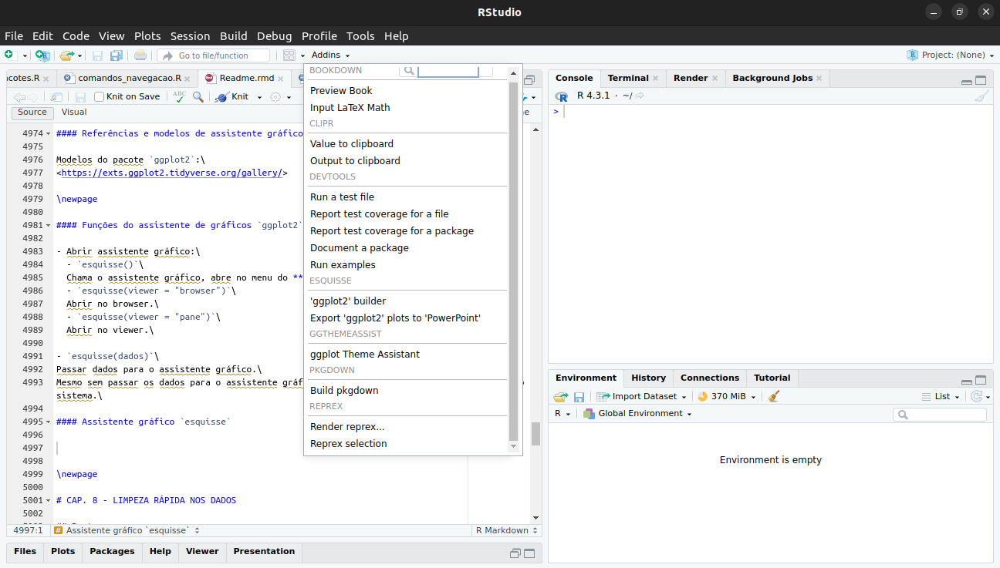 RStudio
File Edit Code View Plots Session Build Debug Profile Tools Help
Go to file/function
Addins
Project: (None)
acotes.R
comandos_navegacao.R
Readme.rmd
Knit on Save
ABC
Knit
Source Visual
4974 #### Referências e modelos de assistente gráfico
4975
4976 Modelos do pacote `ggplot2`:\
4977 <https://exts.ggplot2.tidyverse.org/gallery/>
4978
4979 \newpage
4980
4981 #### Funções do assistente de gráficos `ggplot2`
4982
4983 - Abrir assistente gráfico:\
4984 - `esquisse()`\
4985 Chama o assistente gráfico, abre no menu do **
4986 - `esquisse(viewer = "browser")`\
4987 Abrir no browser.\
4988 - `esquisse(viewer = "pane")`\
4989 Abrir no viewer.\
4990
4991 - `esquisse(dados)`\
4992 Passar dados para o assistente gráfico.\
4993 Mesmo sem passar os dados para o assistente gráf
sistema.\
4994
4995 #### Assistente gráfico `esquisse`
4996
4997
4998
4999 \newpage
5000
5001 # CAP. 8 - LIMPEZA RÁPIDA NOS DADOS
5002
4997:1 # Assistente gráfico `esquisse`
R Markdown
BOOKDOWN
Preview Book
Input LaTeX Math
CLIPR
Value to clipboard
Output to clipboard
DEVTOOLS
Run a test file
Report test coverage for a file
Report test coverage for a package
Document a package
Run examples
ESQUISSE
'ggplot2' builder
Export 'ggplot2' plots to 'PowerPoint'
GGTHEMEASSIST
ggplot Theme Assistant
PKGDOWN
Build pkgdown
REPREX
Render reprex...
Reprex selection
Files Plots Packages Help Viewer Presentation
Console Terminal Render Background Jobs
R R 4.3.1 · ~/
>
Environment History Connections Tutorial
Import Dataset 370 MiB List
R Global Environment
Environment is empty